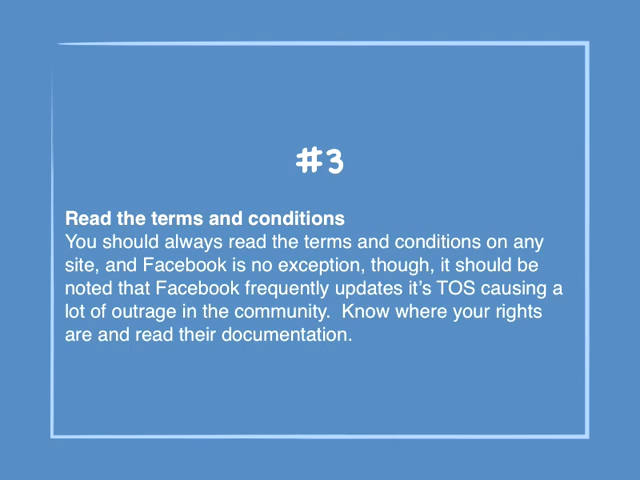 #3
Read the terms and conditions
You should always read the terms and conditions on any
site, and Facebook is no exception, though, it should be
noted that Facebook frequently updates it's TOS causing a
lot of outrage in the community.  Know where your rights
are and read their documentation.